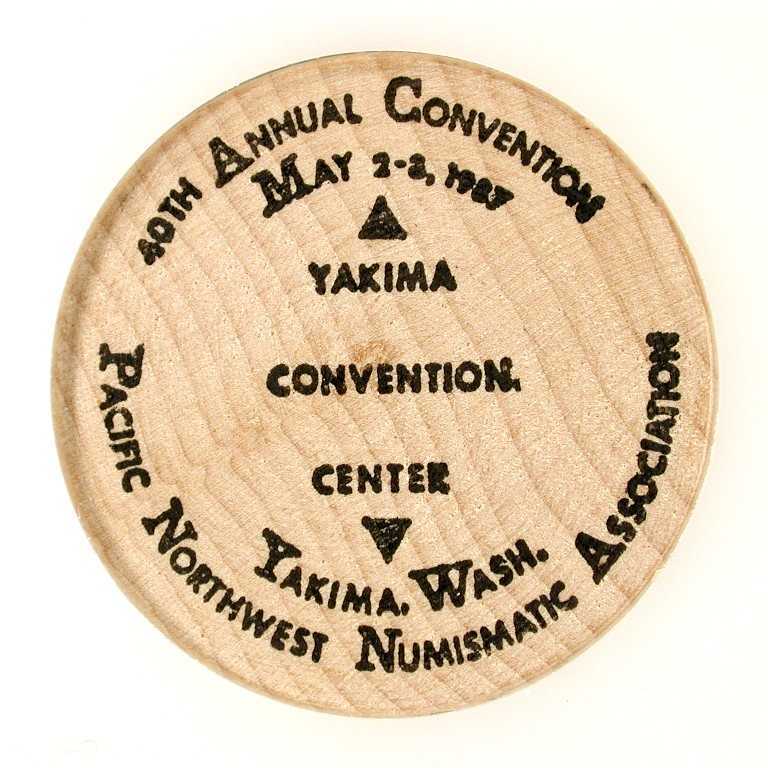 40TH ANNUAL CONVENTION
MAY 2-3, 1987
YAKIMA
CONVENTION.
CENTER
YAKIMA, WASH.
PACIFIC NORTHWEST NUMISMATIC ASSOCIATION